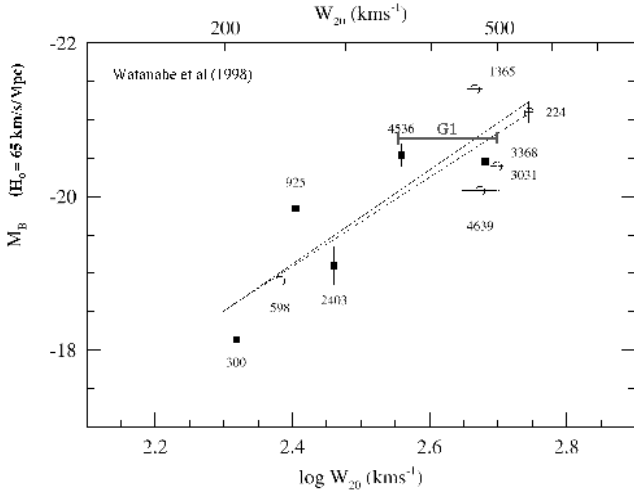 W20 (kms-1)
200 500
-22
Watanabe et al (1998)
1365
224
4536
G1
3368
3031
925
-20
4639
598
2403
-18
300
MB (H0 = 65 km/s/Mpc)
2.2 2.4 2.6 2.8
log W20 (kms-1)